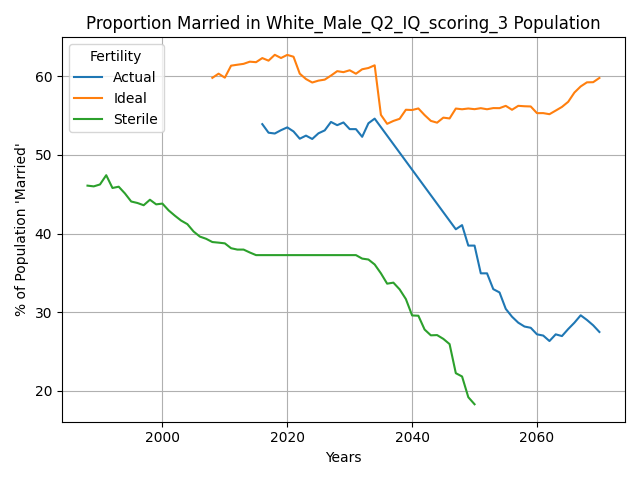 Proportion Married in White_Male_Q2_IQ_scoring_3 Population
Fertility
Actual
Ideal
Sterile
% of Population 'Married'
60
50
40
30
20
2000
2020
2040
2060
Years